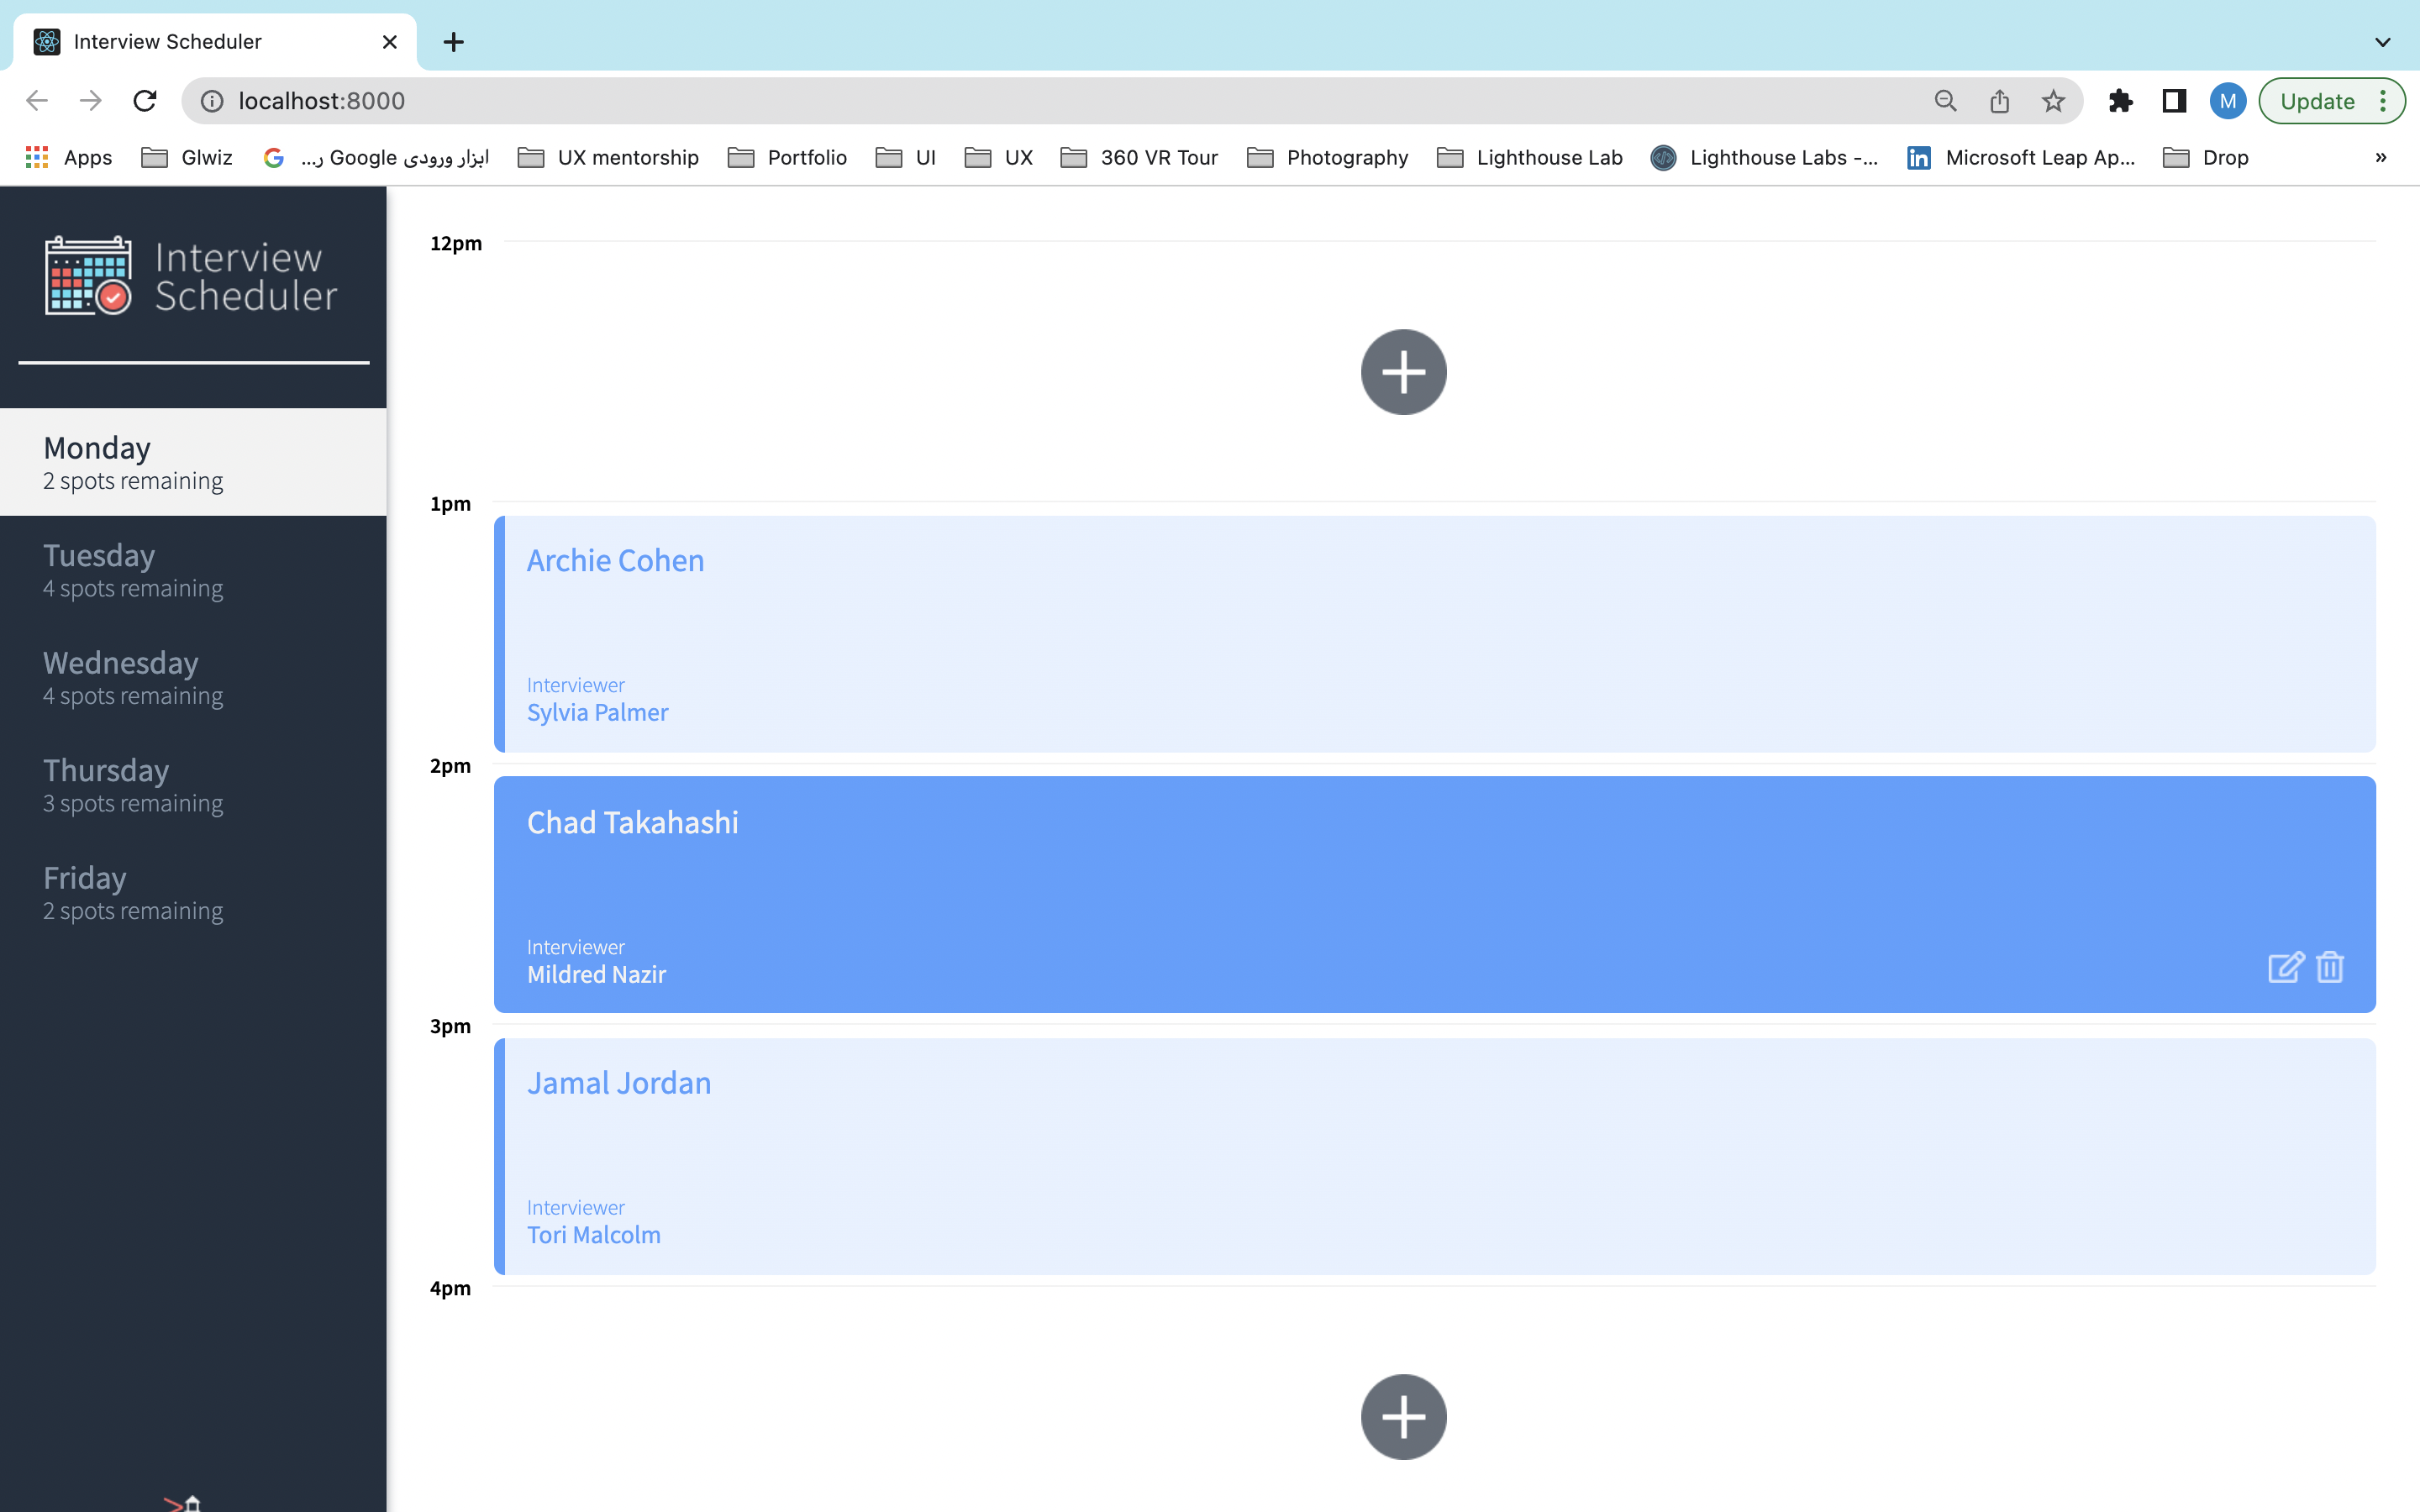 Interview Scheduler
localhost:8000
M
Update
Apps
Glwiz
ابزار ورودی Google ر...
UX mentorship
Portfolio
UI
UX
360 VR Tour
Photography
Lighthouse Lab
Lighthouse Labs -...
Microsoft Leap Ap...
Drop
»
Interview
Scheduler
Monday
2 spots remaining
Tuesday
4 spots remaining
Wednesday
4 spots remaining
Thursday
3 spots remaining
Friday
2 spots remaining
12pm
1pm
Archie Cohen
Interviewer
Sylvia Palmer
2pm
Chad Takahashi
Interviewer
Mildred Nazir
3pm
Jamal Jordan
Interviewer
Tori Malcolm
4pm